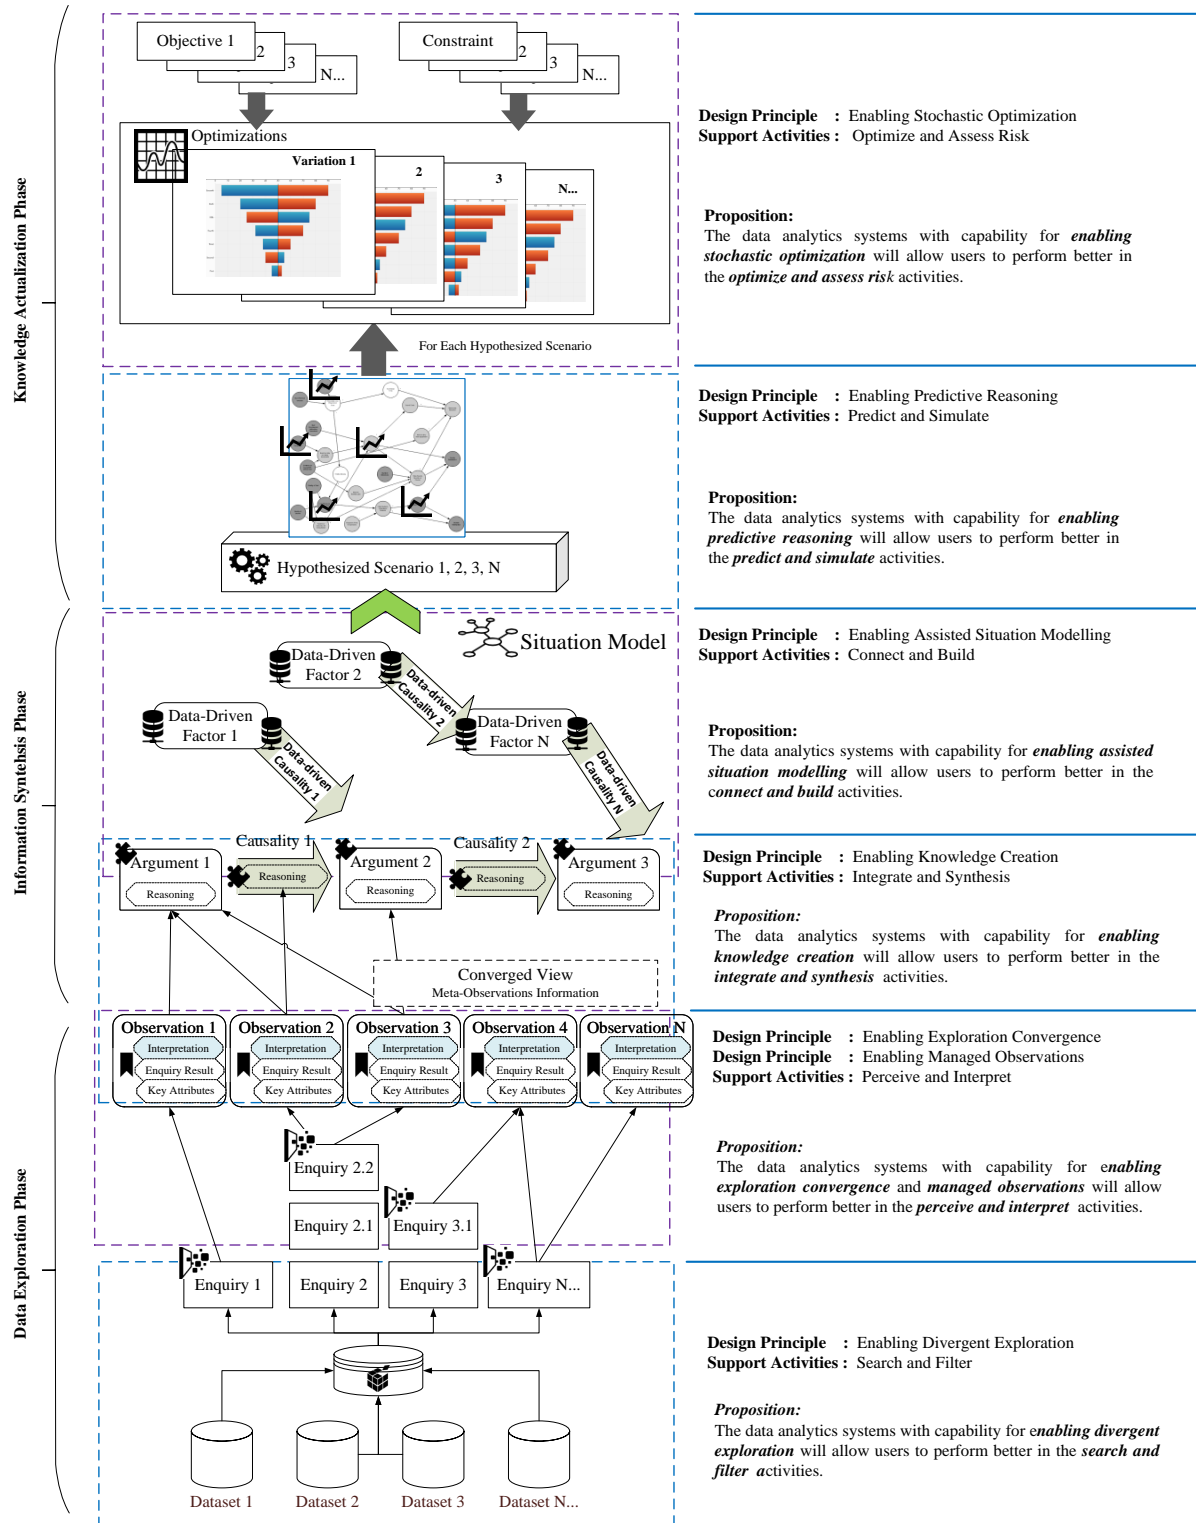 Knowledge Actualization Phase
Objective 1
2
3
N...
Constraint
2
3
N...
Optimizations
Variation 1
2
3
N...
For Each Hypothesized Scenario
Design Principle : Enabling Stochastic Optimization
Support Activities : Optimize and Assess Risk
Proposition:
The data analytics systems with capability for enabling
stochastic optimization will allow users to perform better in
the optimize and assess risk activities.
Hypothesized Scenario 1, 2, 3, N
Design Principle : Enabling Predictive Reasoning
Support Activities : Predict and Simulate
Proposition:
The data analytics systems with capability for enabling
predictive reasoning will allow users to perform better in
the predict and simulate activities.
Information Syntehsis Phase
Situation Model
Data-Driven
Factor 2
Data-driven
Causality 2
Data-Driven
Factor 1
Data-driven
Causality 1
Data-Driven
Factor N
Data-driven
Causality N
Design Principle : Enabling Assisted Situation Modelling
Support Activities : Connect and Build
Proposition:
The data analytics systems with capability for enabling assisted
situation modelling will allow users to perform better in the
connect and build activities.
Causality 1
Causality 2
Argument 1
Reasoning
Reasoning
Argument 2
Reasoning
Reasoning
Argument 3
Reasoning
Converged View
Meta-Observations Information
Design Principle : Enabling Knowledge Creation
Support Activities : Integrate and Synthesis
Proposition:
The data analytics systems with capability for enabling
knowledge creation will allow users to perform better in the
integrate and synthesis activities.
Data Exploration Phase
Observation 1
Interpretation
Enquiry Result
Key Attributes
Observation 2
Interpretation
Enquiry Result
Key Attributes
Observation 3
Interpretation
Enquiry Result
Key Attributes
Observation 4
Interpretation
Enquiry Result
Key Attributes
Observation N
Interpretation
Enquiry Result
Key Attributes
Enquiry 2.2
Enquiry 2.1
Enquiry 3.1
Design Principle : Enabling Exploration Convergence
Design Principle : Enabling Managed Observations
Support Activities : Perceive and Interpret
Proposition:
The data analytics systems with capability for enabling
exploration convergence and managed observations will allow
users to perform better in the perceive and interpret activities.
Enquiry 1
Enquiry 2
Enquiry 3
Enquiry N...
Dataset 1
Dataset 2
Dataset 3
Dataset N...
Design Principle : Enabling Divergent Exploration
Support Activities : Search and Filter
Proposition:
The data analytics systems with capability for enabling divergent
exploration will allow users to perform better in the search and
filter activities.